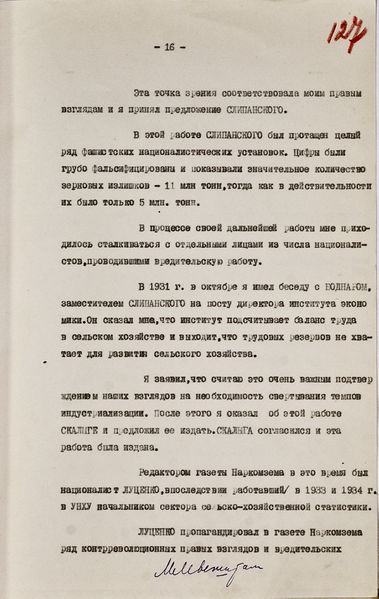 127
- 16 -
Эта точка зрения соответствовала моим правым
взглядам и я принял предложение СЛИПАНСКОГО.
В этой работе СЛИПАНСКОГО был протащен целый
ряд фашистских националистических установок. Цифры были
грубо фальсифицированы и показывали значительное количество
зерновых излишков - 11 млн тонн,тогда как в действительности
их было только 5 млн. тонн.
В процессе своей дальнейшей работы мне прихо-
дилось сталкиваться с отдельными лицами из числа национали-
стов,проводившими вредительскую работу.
В 1931 г. в октябре я имел беседу с БОДНАРОМ,
заместителем СЛИПАНСКОГО на посту директора института эконо
мики.Он сказал мне,что институт подсчитывает баланс труда
в сельском хозяйстве и выходит,что трудовых резервов не хва-
тает для развития сельского хозяйства.
Я заявил,что считаю это очень важным подтвер
ждением наших взглядов на необходимость свертывания темпов
индустриализации. После этого я сказал об этой работе
СКАЛЫГЕ и предложил ее издать.СКАЛЫГА согласился и эта
работа была издана.
Редактором газеты Наркомзема в это время был
националист ЛУЦЕНКО,впоследствии работавший/ в 1933 и 1934 г.
в УНХУ начальником сектора сельско-хозяйственной статистики.
ЛУЦЕНКО пропагандировал в газете Наркомзема
ряд контрреволюционных правых взглядов и вредительских